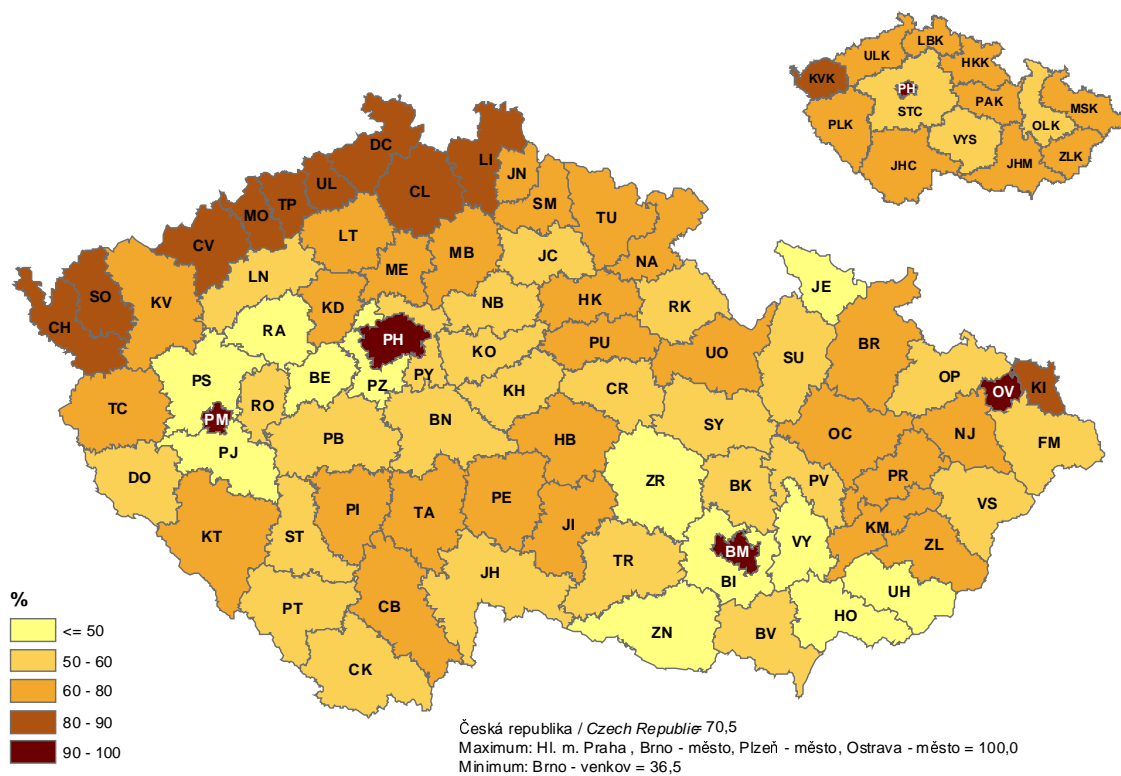 LBK
ULK
HKK
KVK
PH
PAK
MSK
STC
PLK
OLK
VYS
ZLK
JHC
JHM
DC
LI
UL
CL
JN
TP
MO
SM
TU
CV
LT
MB
JC
NA
LN
ME
SO
KV
NB
HK
RK
JE
KD
CH
RA
PH
PU
BR
KO
UO
SU
PS
BE
PZ
PY
OP
KI
OV
TC
RO
KH
CR
PM
BN
SY
OC
NJ
PB
HB
FM
PJ
DO
ZR
BK
PV
PR
PE
VS
PI
TA
KT
ST
JI
KM
BM
VY
ZL
TR
BI
JH
UH
PT
CB
HO
ZN
BV
CK
%
<= 50
50 - 60
60 - 80
80 - 90
90 - 100
Česká republika / Czech Republic= 70,5
Maximum: Hl. m. Praha , Brno - město, Plzeň - město, Ostrava - město = 100,0
Minimum: Brno - venkov = 36,5